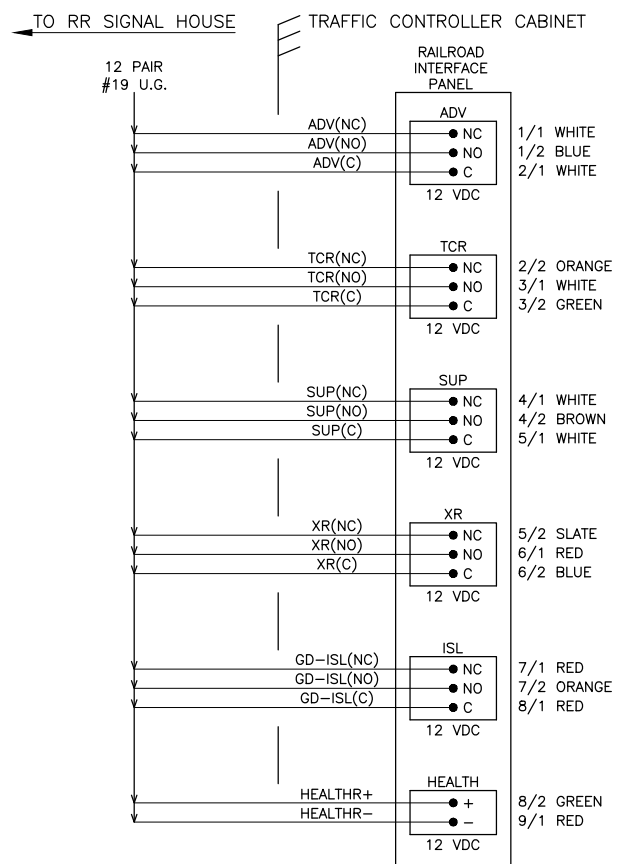 TO RR SIGNAL HOUSE
TRAFFIC CONTROLLER CABINET
12 PAIR
#19 U.G.
RAILROAD
INTERFACE
PANEL
ADV
ADV(NC) NC 1/1 WHITE
ADV(NO) NO 1/2 BLUE
ADV(C) C 2/1 WHITE
12 VDC
TCR
TCR(NC) NC 2/2 ORANGE
TCR(NO) NO 3/1 WHITE
TCR(C) C 3/2 GREEN
12 VDC
SUP
SUP(NC) NC 4/1 WHITE
SUP(NO) NO 4/2 BROWN
SUP(C) C 5/1 WHITE
12 VDC
XR
XR(NC) NC 5/2 SLATE
XR(NO) NO 6/1 RED
XR(C) C 6/2 BLUE
12 VDC
ISL
GD-ISL(NC) NC 7/1 RED
GD-ISL(NO) NO 7/2 ORANGE
GD-ISL(C) C 8/1 RED
12 VDC
HEALTH
HEALTHR+ + 8/2 GREEN
HEALTHR- - 9/1 RED
12 VDC